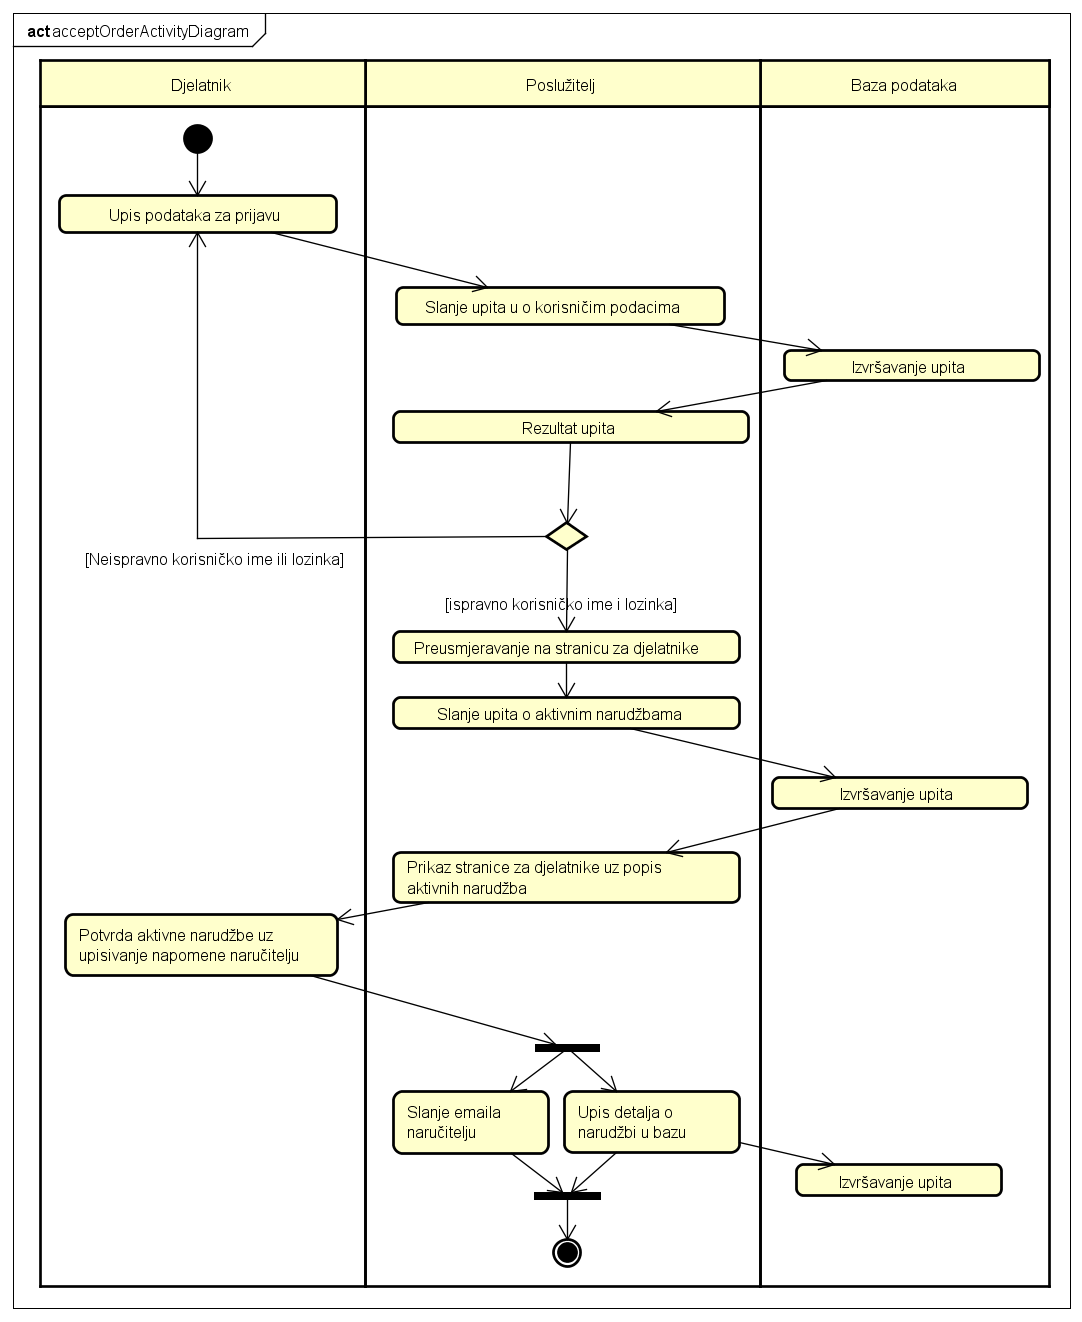 act acceptOrderActivityDiagram
Djelatnik
Poslužitelj
Baza podataka
Upis podataka za prijavu
Slanje upita u o korisničim podacima
Izvršavanje upita
Rezultat upita
[Neispravno korisničko ime ili lozinka]
[ispravno korisničko ime i lozinka]
Preusmjeravanje na stranicu za djelatnike
Slanje upita o aktivnim narudžbama
Izvršavanje upita
Prikaz stranice za djelatnike uz popis
aktivnih narudžba
Potvrda aktivne narudžbe uz
upisivanje napomene naručitelju
Slanje emaila
naručitelju
Upis detalja o
narudžbi u bazu
Izvršavanje upita